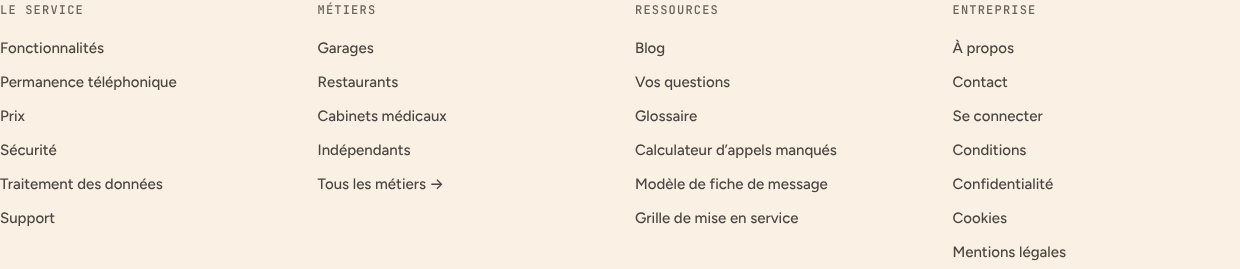 LE SERVICE
Fonctionnalités
Permanence téléphonique
Prix
Sécurité
Traitement des données
Support
MÉTIERS
Garages
Restaurants
Cabinets médicaux
Indépendants
Tous les métiers →
RESSOURCES
Blog
Vos questions
Glossaire
Calculateur d’appels manqués
Modèle de fiche de message
Grille de mise en service
ENTREPRISE
À propos
Contact
Se connecter
Conditions
Confidentialité
Cookies
Mentions légales